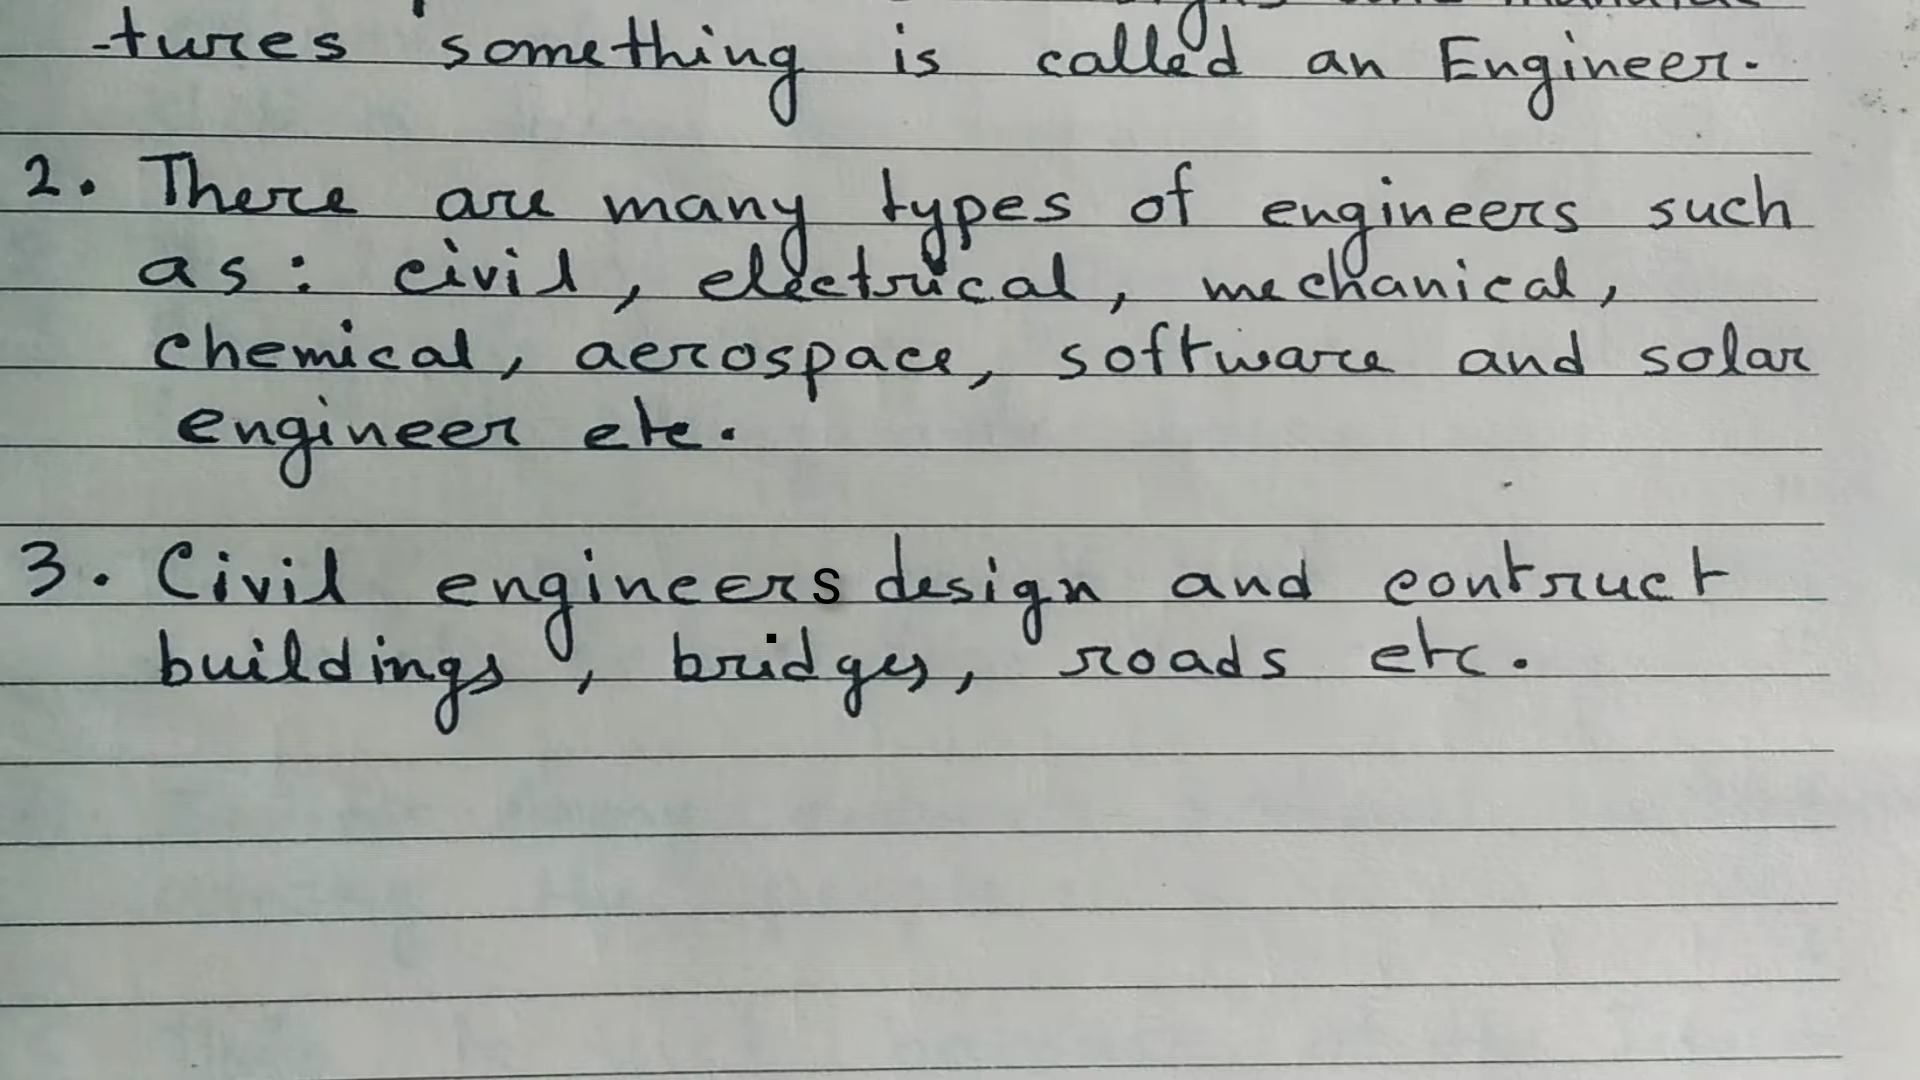 -tures something is called an Engineer.
2. There are many types of engineers such
as: civil, electrical, mechanical,
chemical, aerospace, software and solar
engineer etc.
3. Civil engineers design and contruct
buildings, bridges, roads etc.